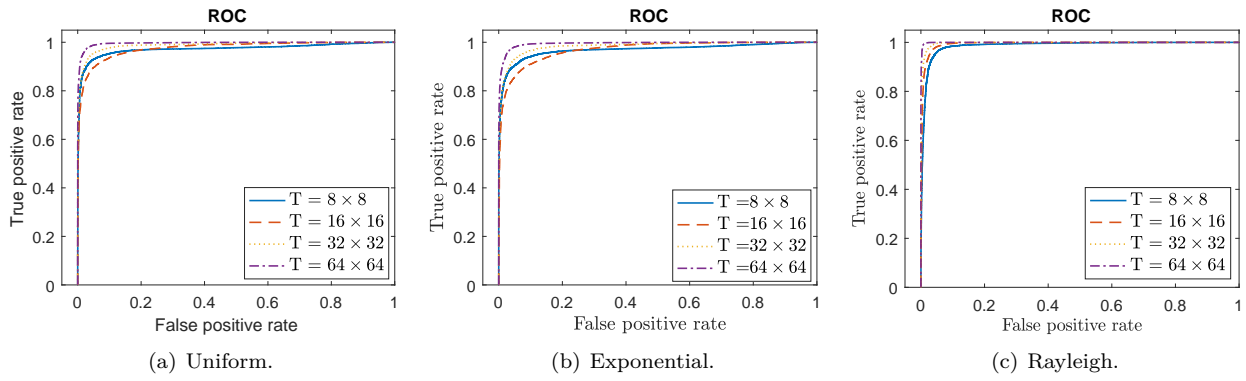 ROC
True positive rate
1
0.8
0.6
0.4
0.2
0
T = 8 × 8
T = 16 × 16
T = 32 × 32
T = 64 × 64
0 0.2 0.4 0.6 0.8 1
False positive rate
(a) Uniform.
ROC
True positive rate
1
0.8
0.6
0.4
0.2
0
T =8 × 8
T =16 × 16
T =32 × 32
T =64 × 64
0 0.2 0.4 0.6 0.8 1
False positive rate
(b) Exponential.
ROC
True positive rate
1
0.8
0.6
0.4
0.2
0
T = 8 × 8
T = 16 × 16
T = 32 × 32
T = 64 × 64
0 0.2 0.4 0.6 0.8 1
False positive rate
(c) Rayleigh.